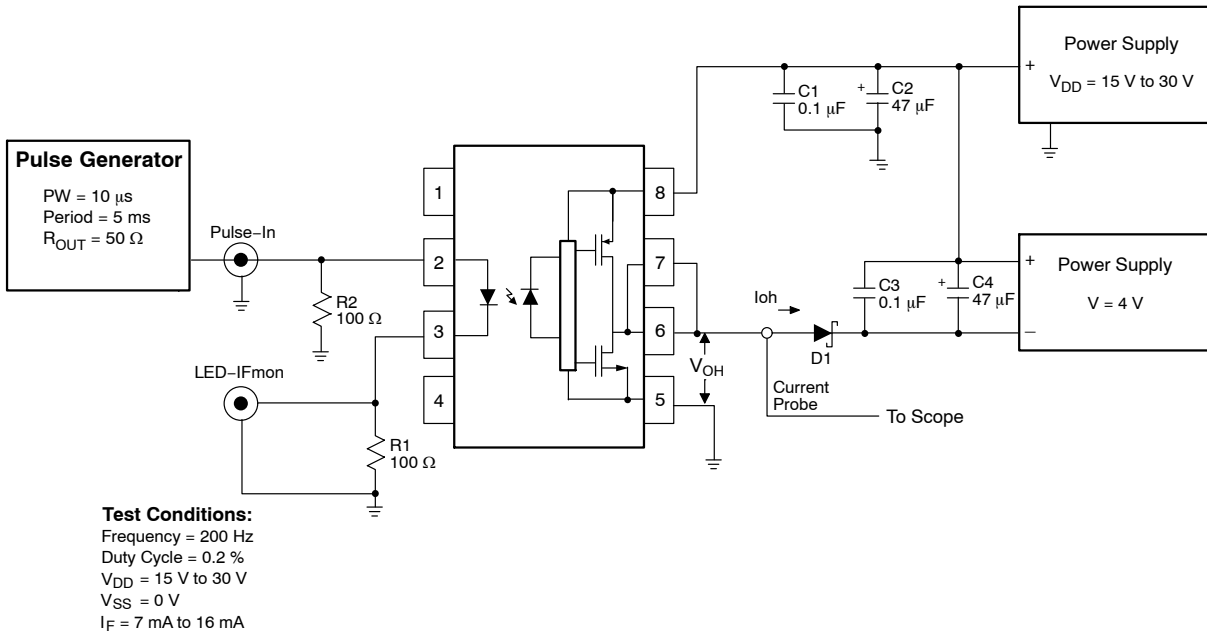 Pulse Generator
PW = 10 μs
Period = 5 ms
ROUT = 50 Ω
Pulse–In
R2
100 Ω
LED–IFmon
R1
100 Ω
1
2
3
4
8
7
6
5
VOH
Ioh
D1
Current
Probe
To Scope
C1
0.1 μF
+
C2
47 μF
C3
0.1 μF
+
C4
47 μF
+
Power Supply
VDD = 15 V to 30 V
+
Power Supply
V = 4 V
–
Test Conditions:
Frequency = 200 Hz
Duty Cycle = 0.2 %
VDD = 15 V to 30 V
VSS = 0 V
IF = 7 mA to 16 mA